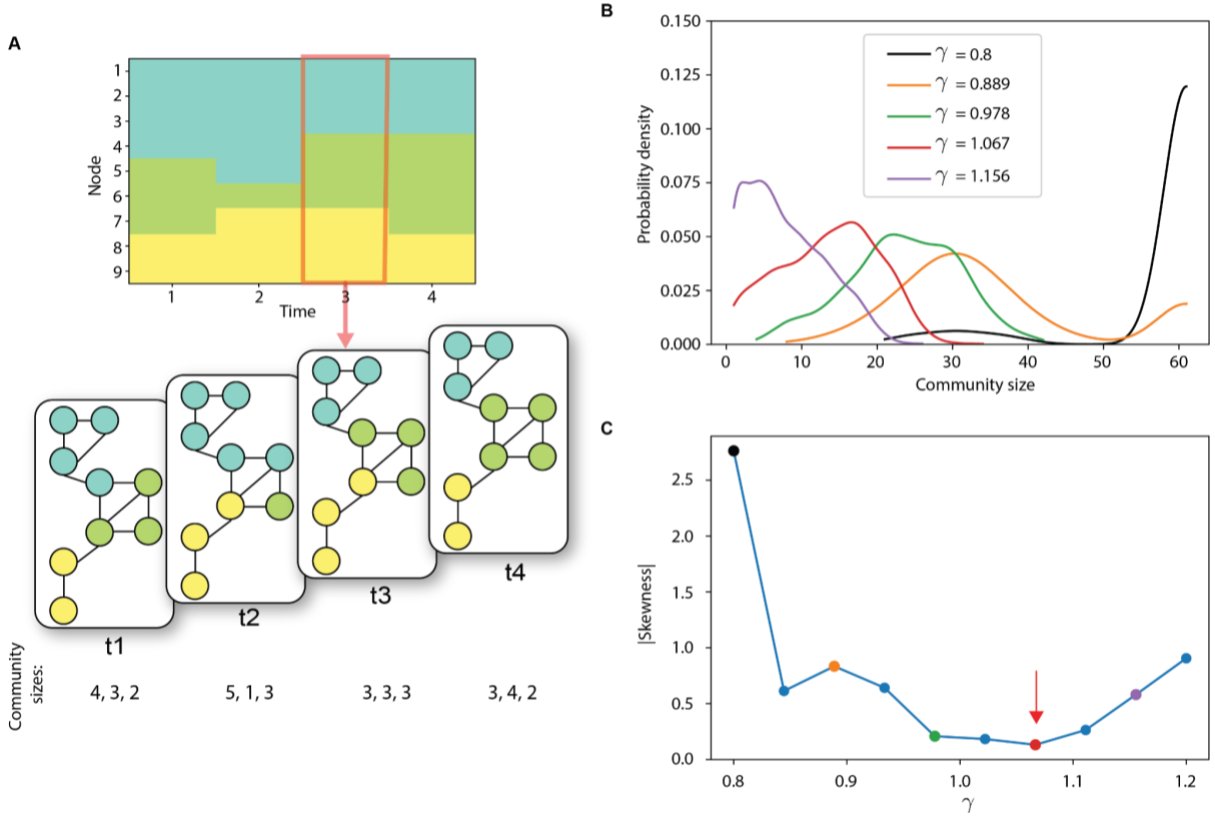 A
1
2
3
4
5
6
7
8
9
Node
1 2 3 4
Time
t1
t2
t3
t4
Community
sizes:
4, 3, 2
5, 1, 3
3, 3, 3
3, 4, 2
B
0.150
0.125
0.100
0.075
0.050
0.025
0.000
Probability density
γ = 0.8
γ = 0.889
γ = 0.978
γ = 1.067
γ = 1.156
0 10 20 30 40 50 60
Community size
C
2.5
2.0
1.5
1.0
0.5
0.0
|Skewness|
0.8 0.9 1.0 1.1 1.2
γ